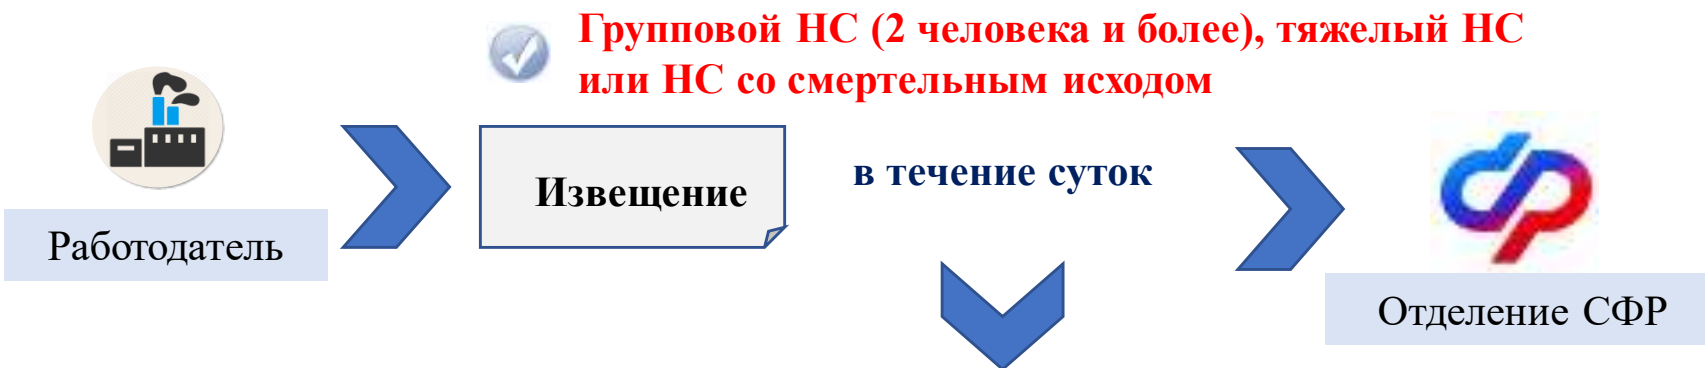 Групповой НС (2 человека и более), тяжелый НС
или НС со смертельным исходом
Извещение
в течение суток
Работодатель
Отделение СФР